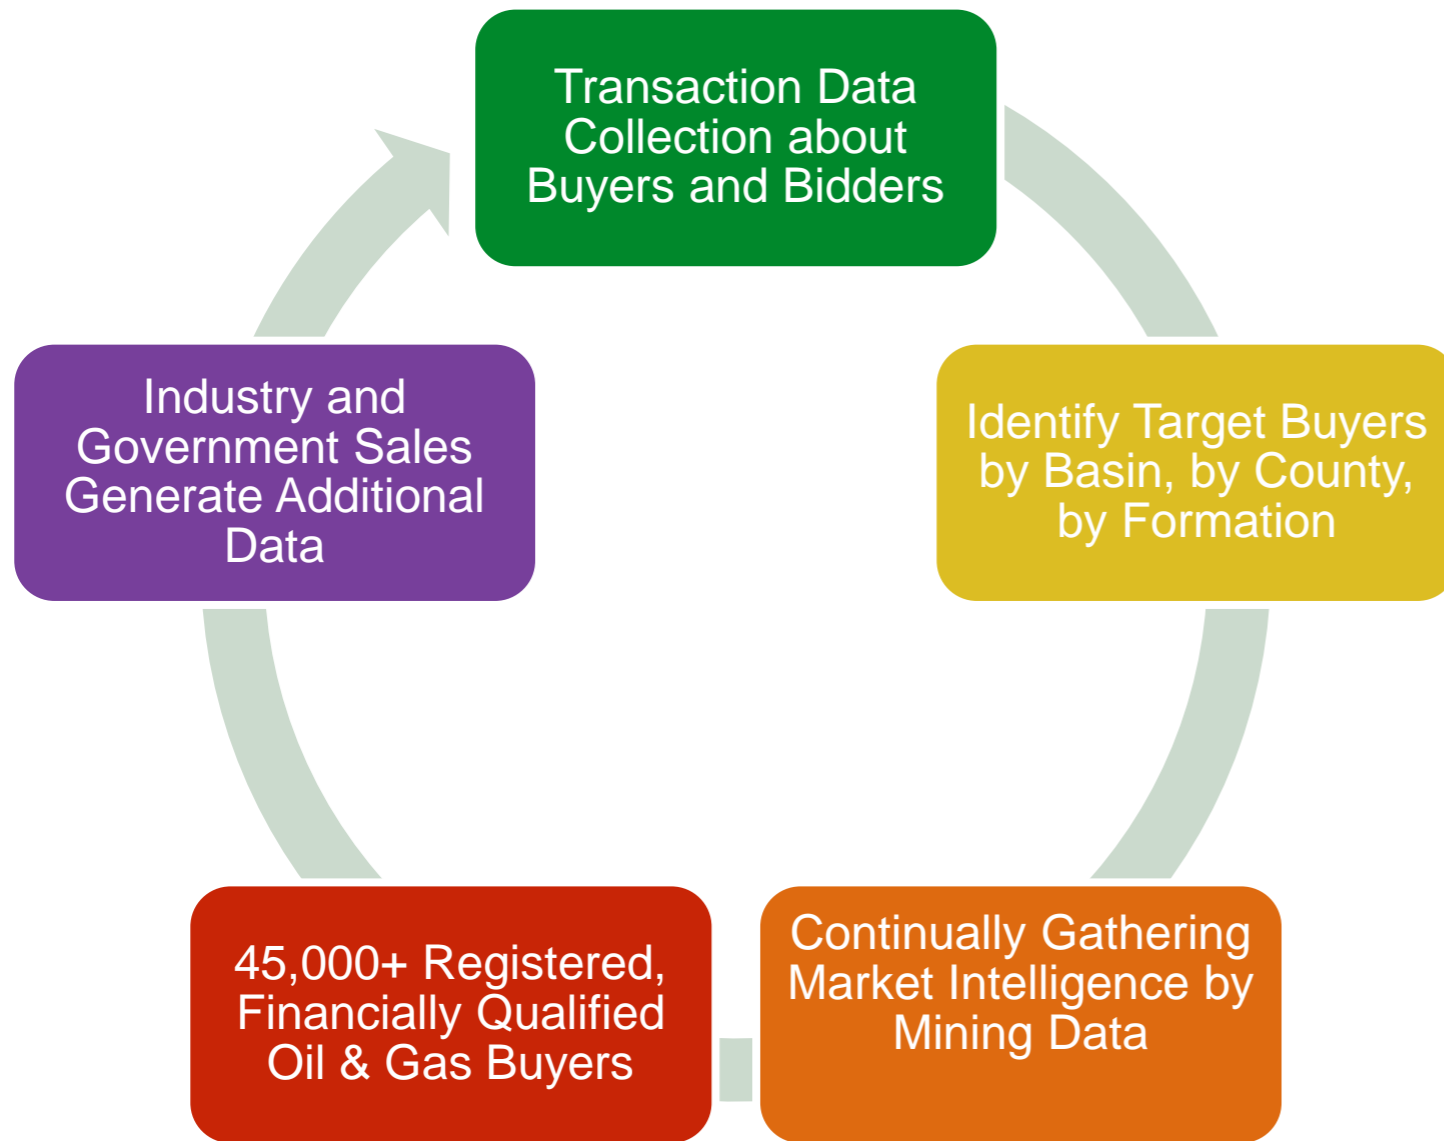 Transaction Data
Collection about
Buyers and Bidders
Identify Target Buyers
by Basin, by County,
by Formation
Continually Gathering
Market Intelligence by
Mining Data
45,000+ Registered,
Financially Qualified
Oil & Gas Buyers
Industry and
Government Sales
Generate Additional
Data